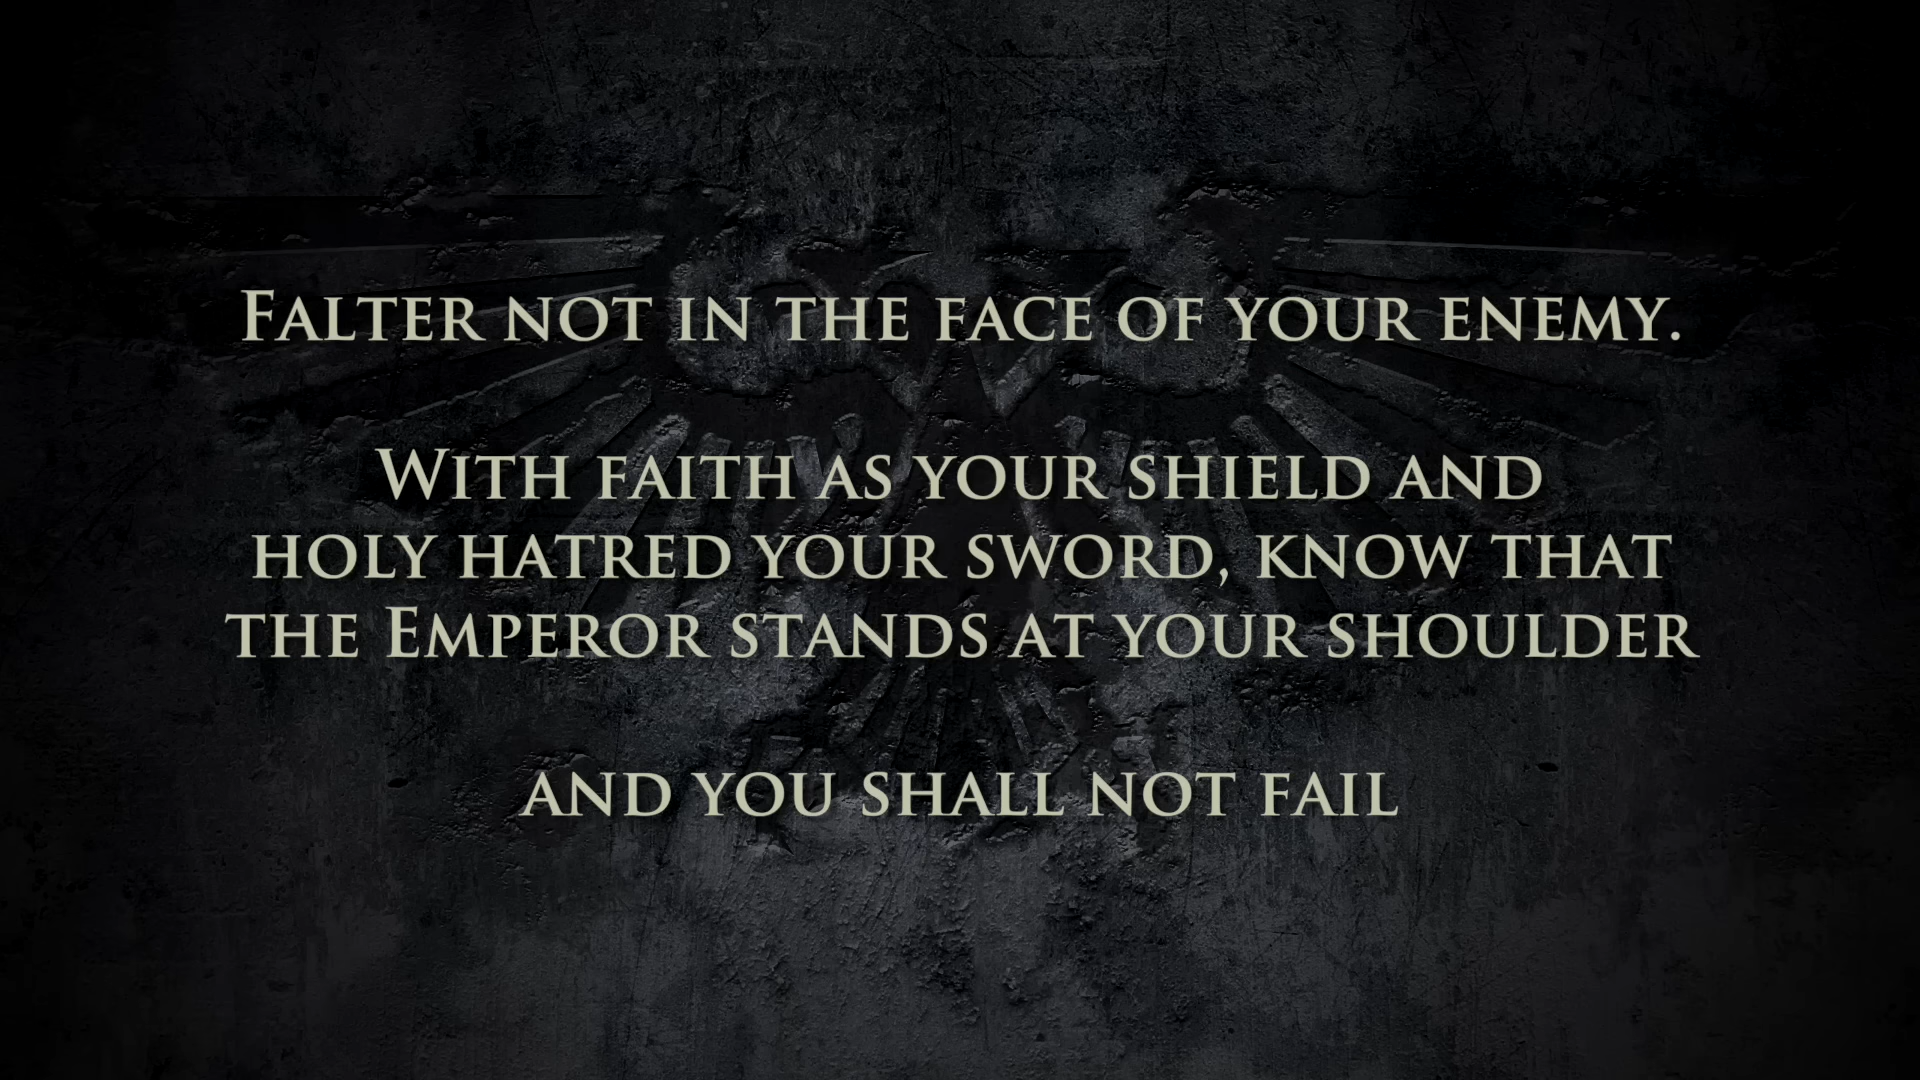 Falter not in the face of your enemy.
With faith as your shield and
holy hatred your sword, know that
the Emperor stands at your shoulder
and you shall not fail